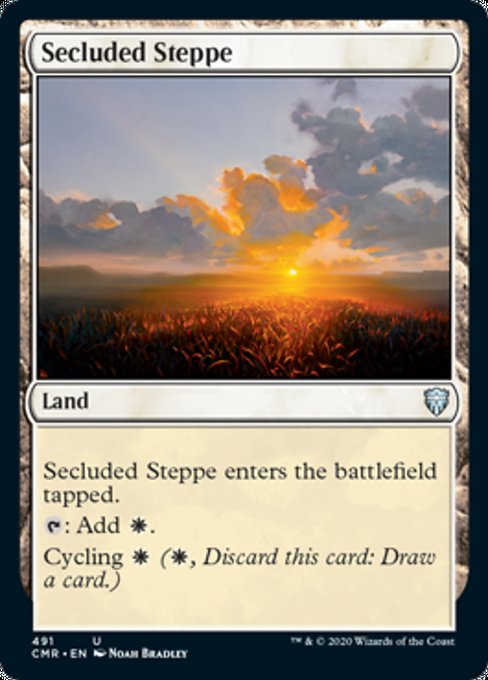 Secluded Steppe
Land
Secluded Steppe enters the battlefield
tapped.
: Add .
Cycling (, Discard this card: Draw
a card.)
491 U
CMR • EN Noah Bradley
™ & © 2020 Wizards of the Coast